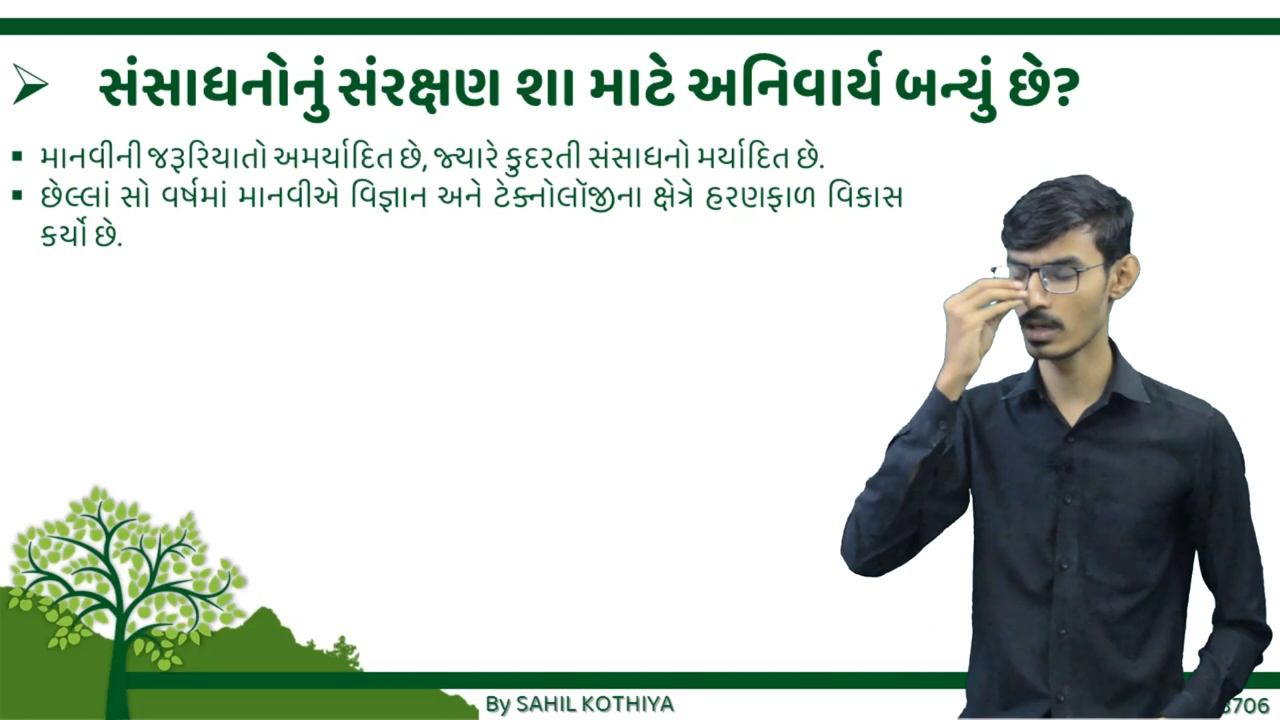 સંસાધનોનું સંરક્ષણ શા માટે અનિવાર્ય બન્યું છે?
માનવીની જરૂરિયાતો અમર્યાદિત છે, જ્યારે કુદરતી સંસાધનો મર્યાદિત છે.
છેલ્લાં સો વર્ષમાં માનવીએ વિજ્ઞાન અને ટેક્નોલૉજીના ક્ષેત્રે હરણફાળ વિકાસ
કર્યો છે.
By SAHIL KOTHIYA